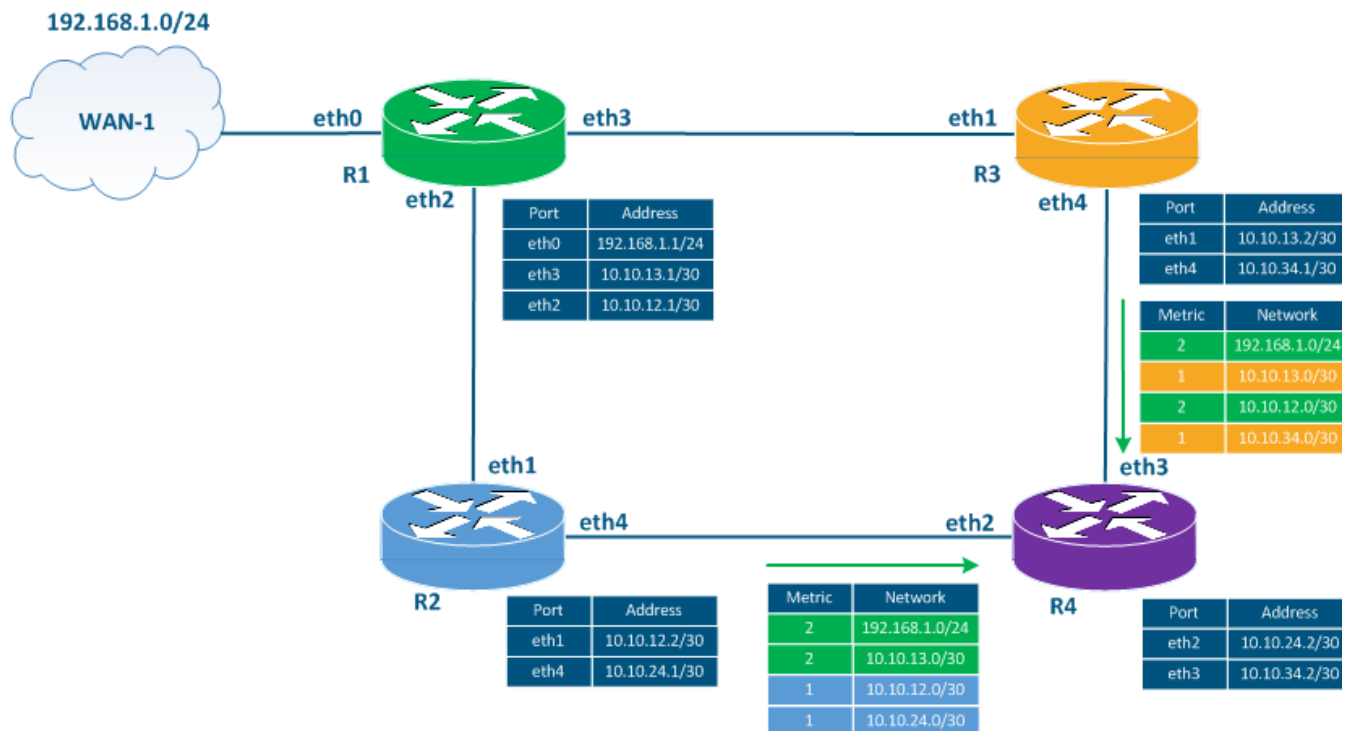 192.168.1.0/24
WAN-1
eth0
R1
eth3
eth2
eth1
R3
eth4
Port Address
eth0 192.168.1.1/24
eth3 10.10.13.1/30
eth2 10.10.12.1/30
Port Address
eth1 10.10.13.2/30
eth4 10.10.34.1/30
Metric Network
2 192.168.1.0/24
1 10.10.13.0/30
2 10.10.12.0/30
1 10.10.34.0/30
eth1
eth4
R2
eth2
eth3
R4
Port Address
eth1 10.10.12.2/30
eth4 10.10.24.1/30
Metric Network
2 192.168.1.0/24
2 10.10.13.0/30
1 10.10.12.0/30
1 10.10.24.0/30
Port Address
eth2 10.10.24.2/30
eth3 10.10.34.2/30